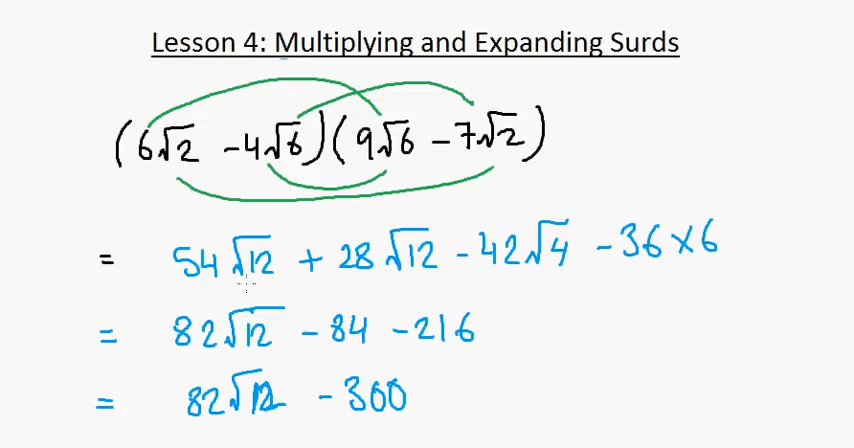 Lesson 4: Multiplying and Expanding Surds
(6√2 - 4√6)(9√6 - 7√2)
= 54√12 + 28√12 - 42√4 - 36×6
= 82√12 - 84 - 216
= 82√12 - 300